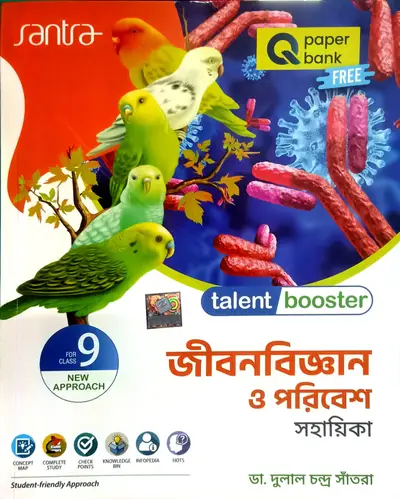 santra
Q paper
bank
FREE
talent booster
FOR
CLASS
9
NEW
APPROACH
জীবনবিজ্ঞান
ও পরিবেশ
সহায়িকা
CONCEPT
MAP
COMPLETE
STUDY
CHECK
POINTS
KNOWLEDGE
BIN
INFOPEDIA
HOTS
Student-friendly Approach
ডা. দুলাল চন্দ্র সাঁতরা